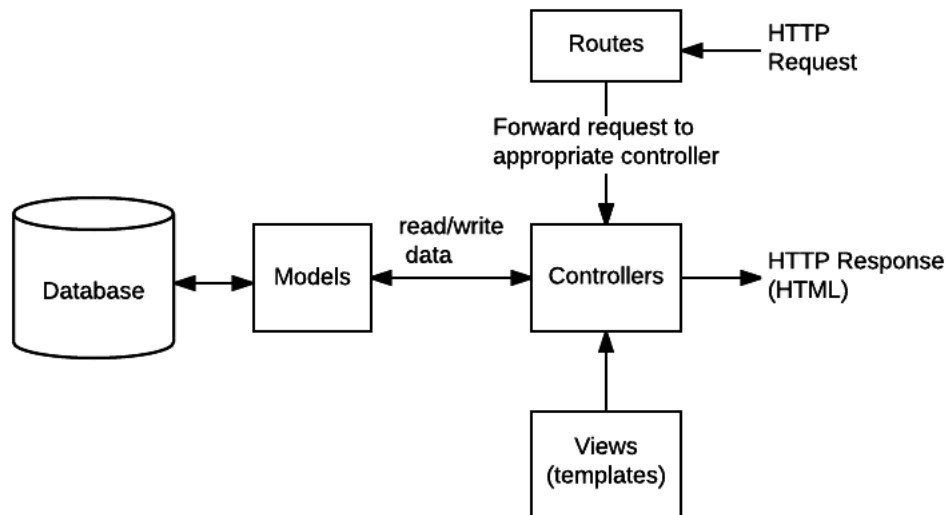 Routes
HTTP
Request
Forward request to
appropriate controller
read/write
data
Database
Models
Controllers
HTTP Response
(HTML)
Views
(templates)